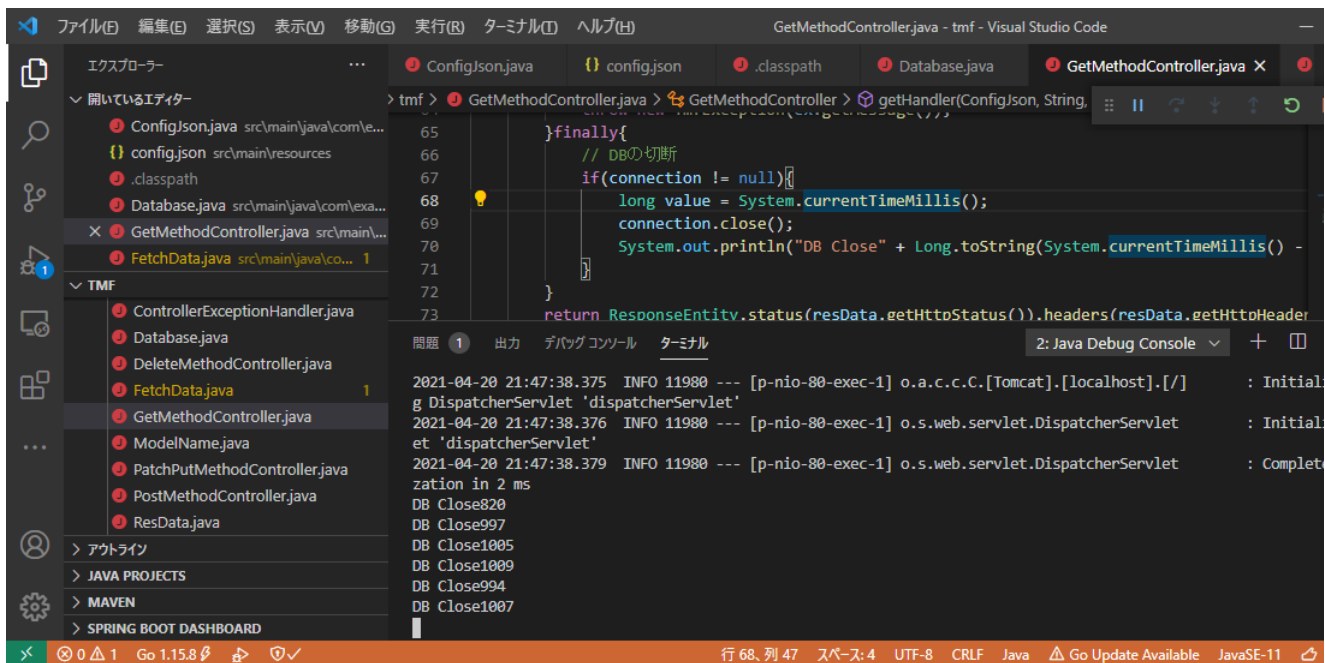 ファイル(F) 編集(E) 選択(S) 表示(V) 移動(G) 実行(R) ターミナル(T) ヘルプ(H) GetMethodController.java - tmf - Visual Studio Code
エクスプローラー ···
開いているエディター
ConfigJson.java src\main\java\com\e...
{} config.json src\main\resources
.classpath
Database.java src\main\java\com\exa...
GetMethodController.java src\main\...
FetchData.java src\main\java\co... 1
1
TMF
ControllerExceptionHandler.java
Database.java
DeleteMethodController.java
FetchData.java 1
GetMethodController.java
ModelName.java
PatchPutMethodController.java
PostMethodController.java
ResData.java
アウトライン
JAVA PROJECTS
MAVEN
SPRING BOOT DASHBOARD
ConfigJson.java {} config.json .classpath Database.java GetMethodController.java
> tmf > GetMethodController.java > GetMethodController > getHandler(ConfigJson, String,
65 }finally{
66 // DBの切断
67 if(connection != null){
68 long value = System.currentTimeMillis();
69 connection.close();
70 System.out.println("DB Close" + Long.toString(System.currentTimeMillis() -
71 }
72 }
73 return ResponseEntity.status(resData.getHttpStatus()).headers(resData.getHttpHeader
問題 1 出力 デバッグ コンソール ターミナル 2: Java Debug Console
2021-04-20 21:47:38.375 INFO 11980 --- [p-nio-80-exec-1] o.a.c.c.C.[Tomcat].[localhost].[/] : Initiali
g DispatcherServlet 'dispatcherServlet'
2021-04-20 21:47:38.376 INFO 11980 --- [p-nio-80-exec-1] o.s.web.servlet.DispatcherServlet : Initiali
et 'dispatcherServlet'
2021-04-20 21:47:38.379 INFO 11980 --- [p-nio-80-exec-1] o.s.web.servlet.DispatcherServlet : Complete
zation in 2 ms
DB Close820
DB Close997
DB Close1005
DB Close1009
DB Close994
DB Close1007
0 1 Go 1.15.8 行 68、列 47 スペース: 4 UTF-8 CRLF Java Go Update Available JavaSE-11